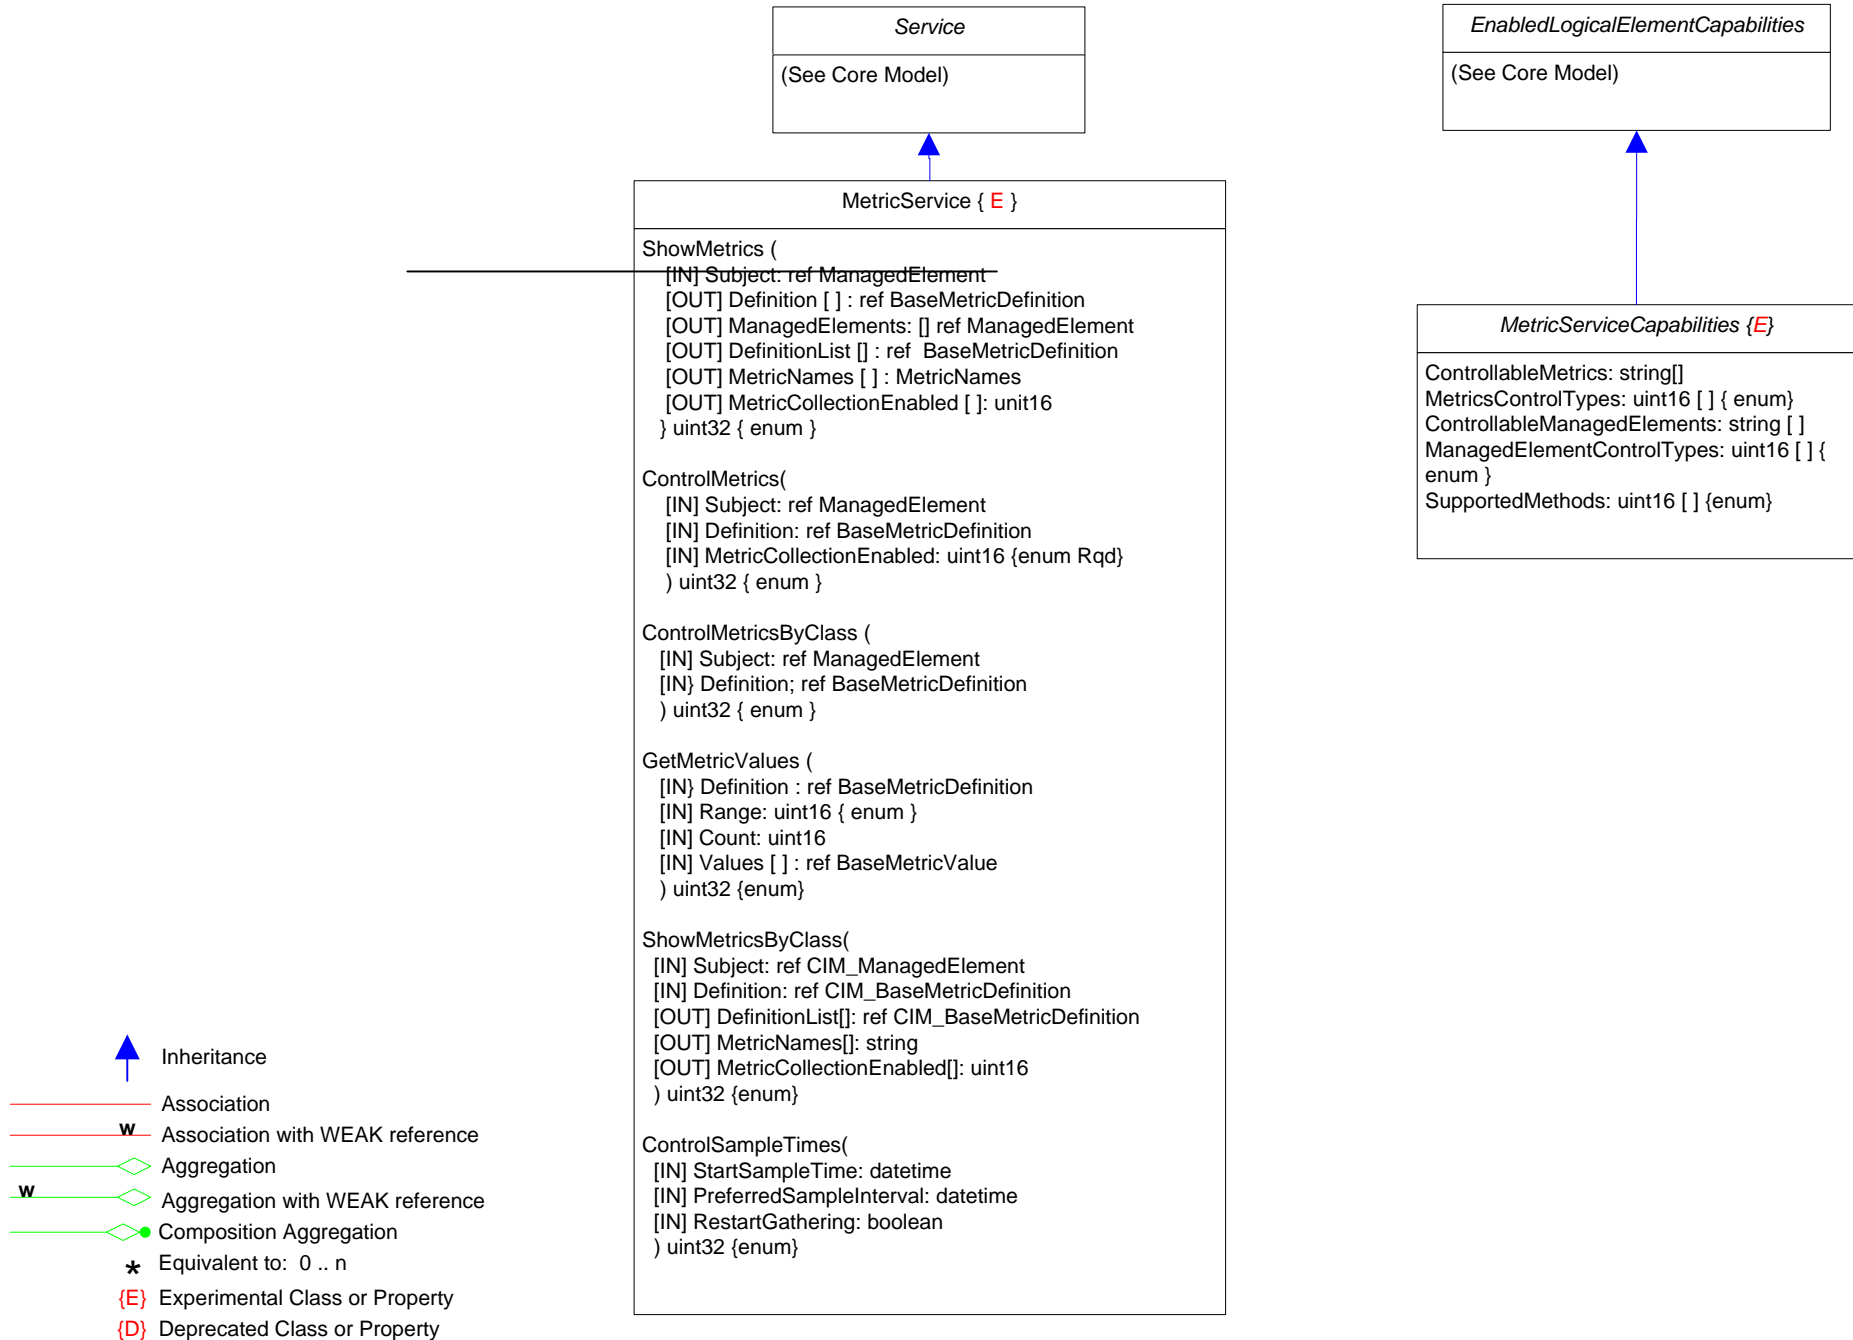 Service
(See Core Model)
EnabledLogicalElementCapabilities
(See Core Model)
MetricService { E }
ShowMetrics (
[IN] Subject: ref ManagedElement
[OUT] Definition [ ] : ref BaseMetricDefinition
[OUT] ManagedElements: [] ref ManagedElement
[OUT] DefinitionList [] : ref  BaseMetricDefinition
[OUT] MetricNames [ ] : MetricNames
[OUT] MetricCollectionEnabled [ ]: unit16
} uint32 { enum }
ControlMetrics(
[IN] Subject: ref ManagedElement
[IN] Definition: ref BaseMetricDefinition
[IN] MetricCollectionEnabled: uint16 {enum Rqd}
) uint32 { enum }
ControlMetricsByClass (
[IN] Subject: ref ManagedElement
[IN} Definition; ref BaseMetricDefinition
) uint32 { enum }
GetMetricValues (
[IN} Definition : ref BaseMetricDefinition
[IN] Range: uint16 { enum }
[IN] Count: uint16
[IN] Values [ ] : ref BaseMetricValue
) uint32 {enum}
ShowMetricsByClass(
[IN] Subject: ref CIM_ManagedElement
[IN] Definition: ref CIM_BaseMetricDefinition
[OUT] DefinitionList[]: ref CIM_BaseMetricDefinition
[OUT] MetricNames[]: string
[OUT] MetricCollectionEnabled[]: uint16
) uint32 {enum}
ControlSampleTimes(
[IN] StartSampleTime: datetime
[IN] PreferredSampleInterval: datetime
[IN] RestartGathering: boolean
) uint32 {enum}
MetricServiceCapabilities {E}
ControllableMetrics: string[]
MetricsControlTypes: uint16 [ ] { enum}
ControllableManagedElements: string [ ]
ManagedElementControlTypes: uint16 [ ] {
enum }
SupportedMethods: uint16 [ ] {enum}
Inheritance
Association
w Association with WEAK reference
Aggregation
w Aggregation with WEAK reference
Composition Aggregation
* Equivalent to:  0 .. n
{E} Experimental Class or Property
{D} Deprecated Class or Property